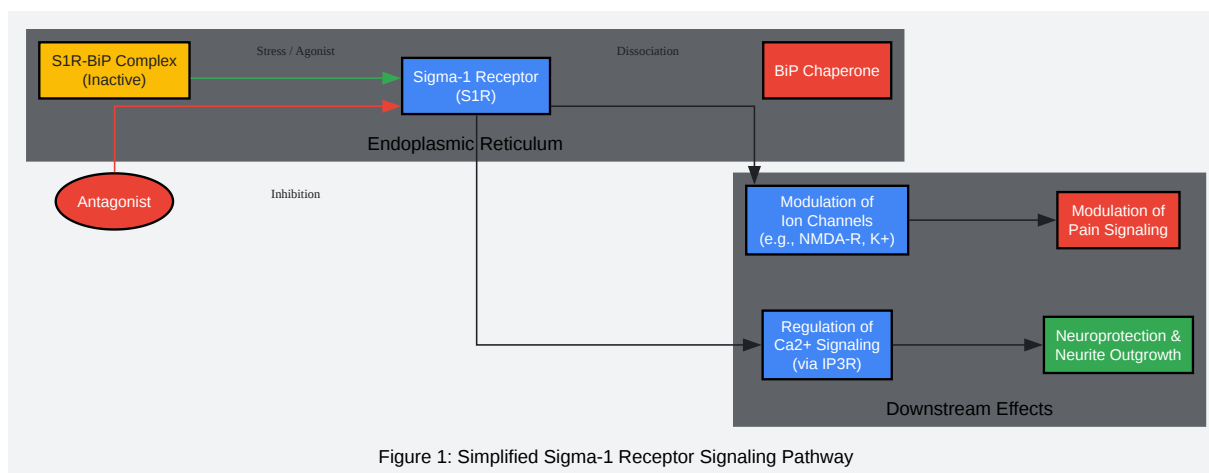 S1R-BiP Complex
(Inactive)
Stress / Agonist
Sigma-1 Receptor
(S1R)
Dissociation
BiP Chaperone
Endoplasmic Reticulum
Antagonist
Inhibition
Modulation of
Ion Channels
(e.g., NMDA-R, K+)
Modulation of
Pain Signaling
Regulation of
Ca2+ Signaling
(via IP3R)
Neuroprotection &
Neurite Outgrowth
Downstream Effects
Figure 1: Simplified Sigma-1 Receptor Signaling Pathway